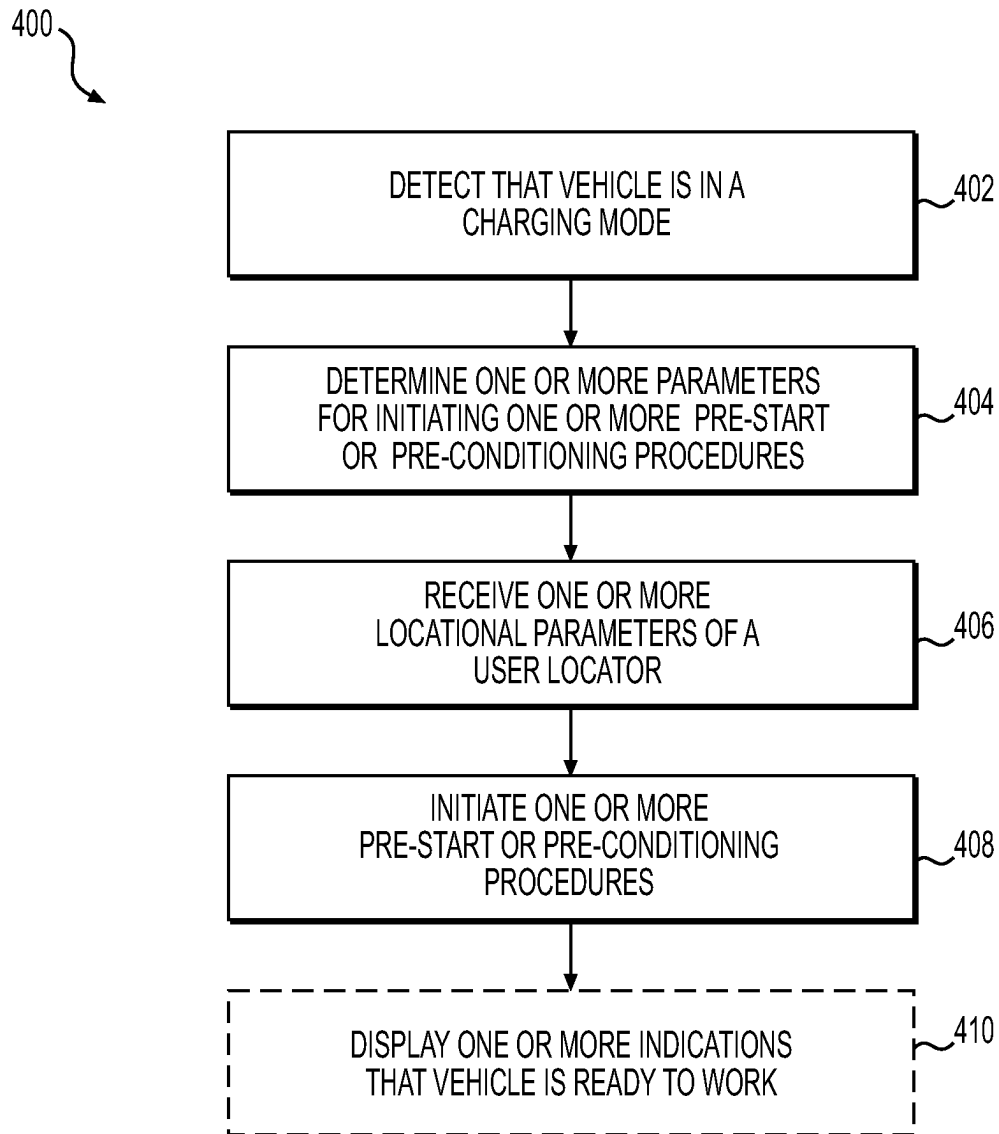 400
DETECT THAT VEHICLE IS IN A
CHARGING MODE
402
DETERMINE ONE OR MORE PARAMETERS
FOR INITIATING ONE OR MORE PRE-START
OR PRE-CONDITIONING PROCEDURES
404
RECEIVE ONE OR MORE
LOCATIONAL PARAMETERS OF A
USER LOCATOR
406
INITIATE ONE OR MORE
PRE-START OR PRE-CONDITIONING
PROCEDURES
408
DISPLAY ONE OR MORE INDICATIONS
THAT VEHICLE IS READY TO WORK
410